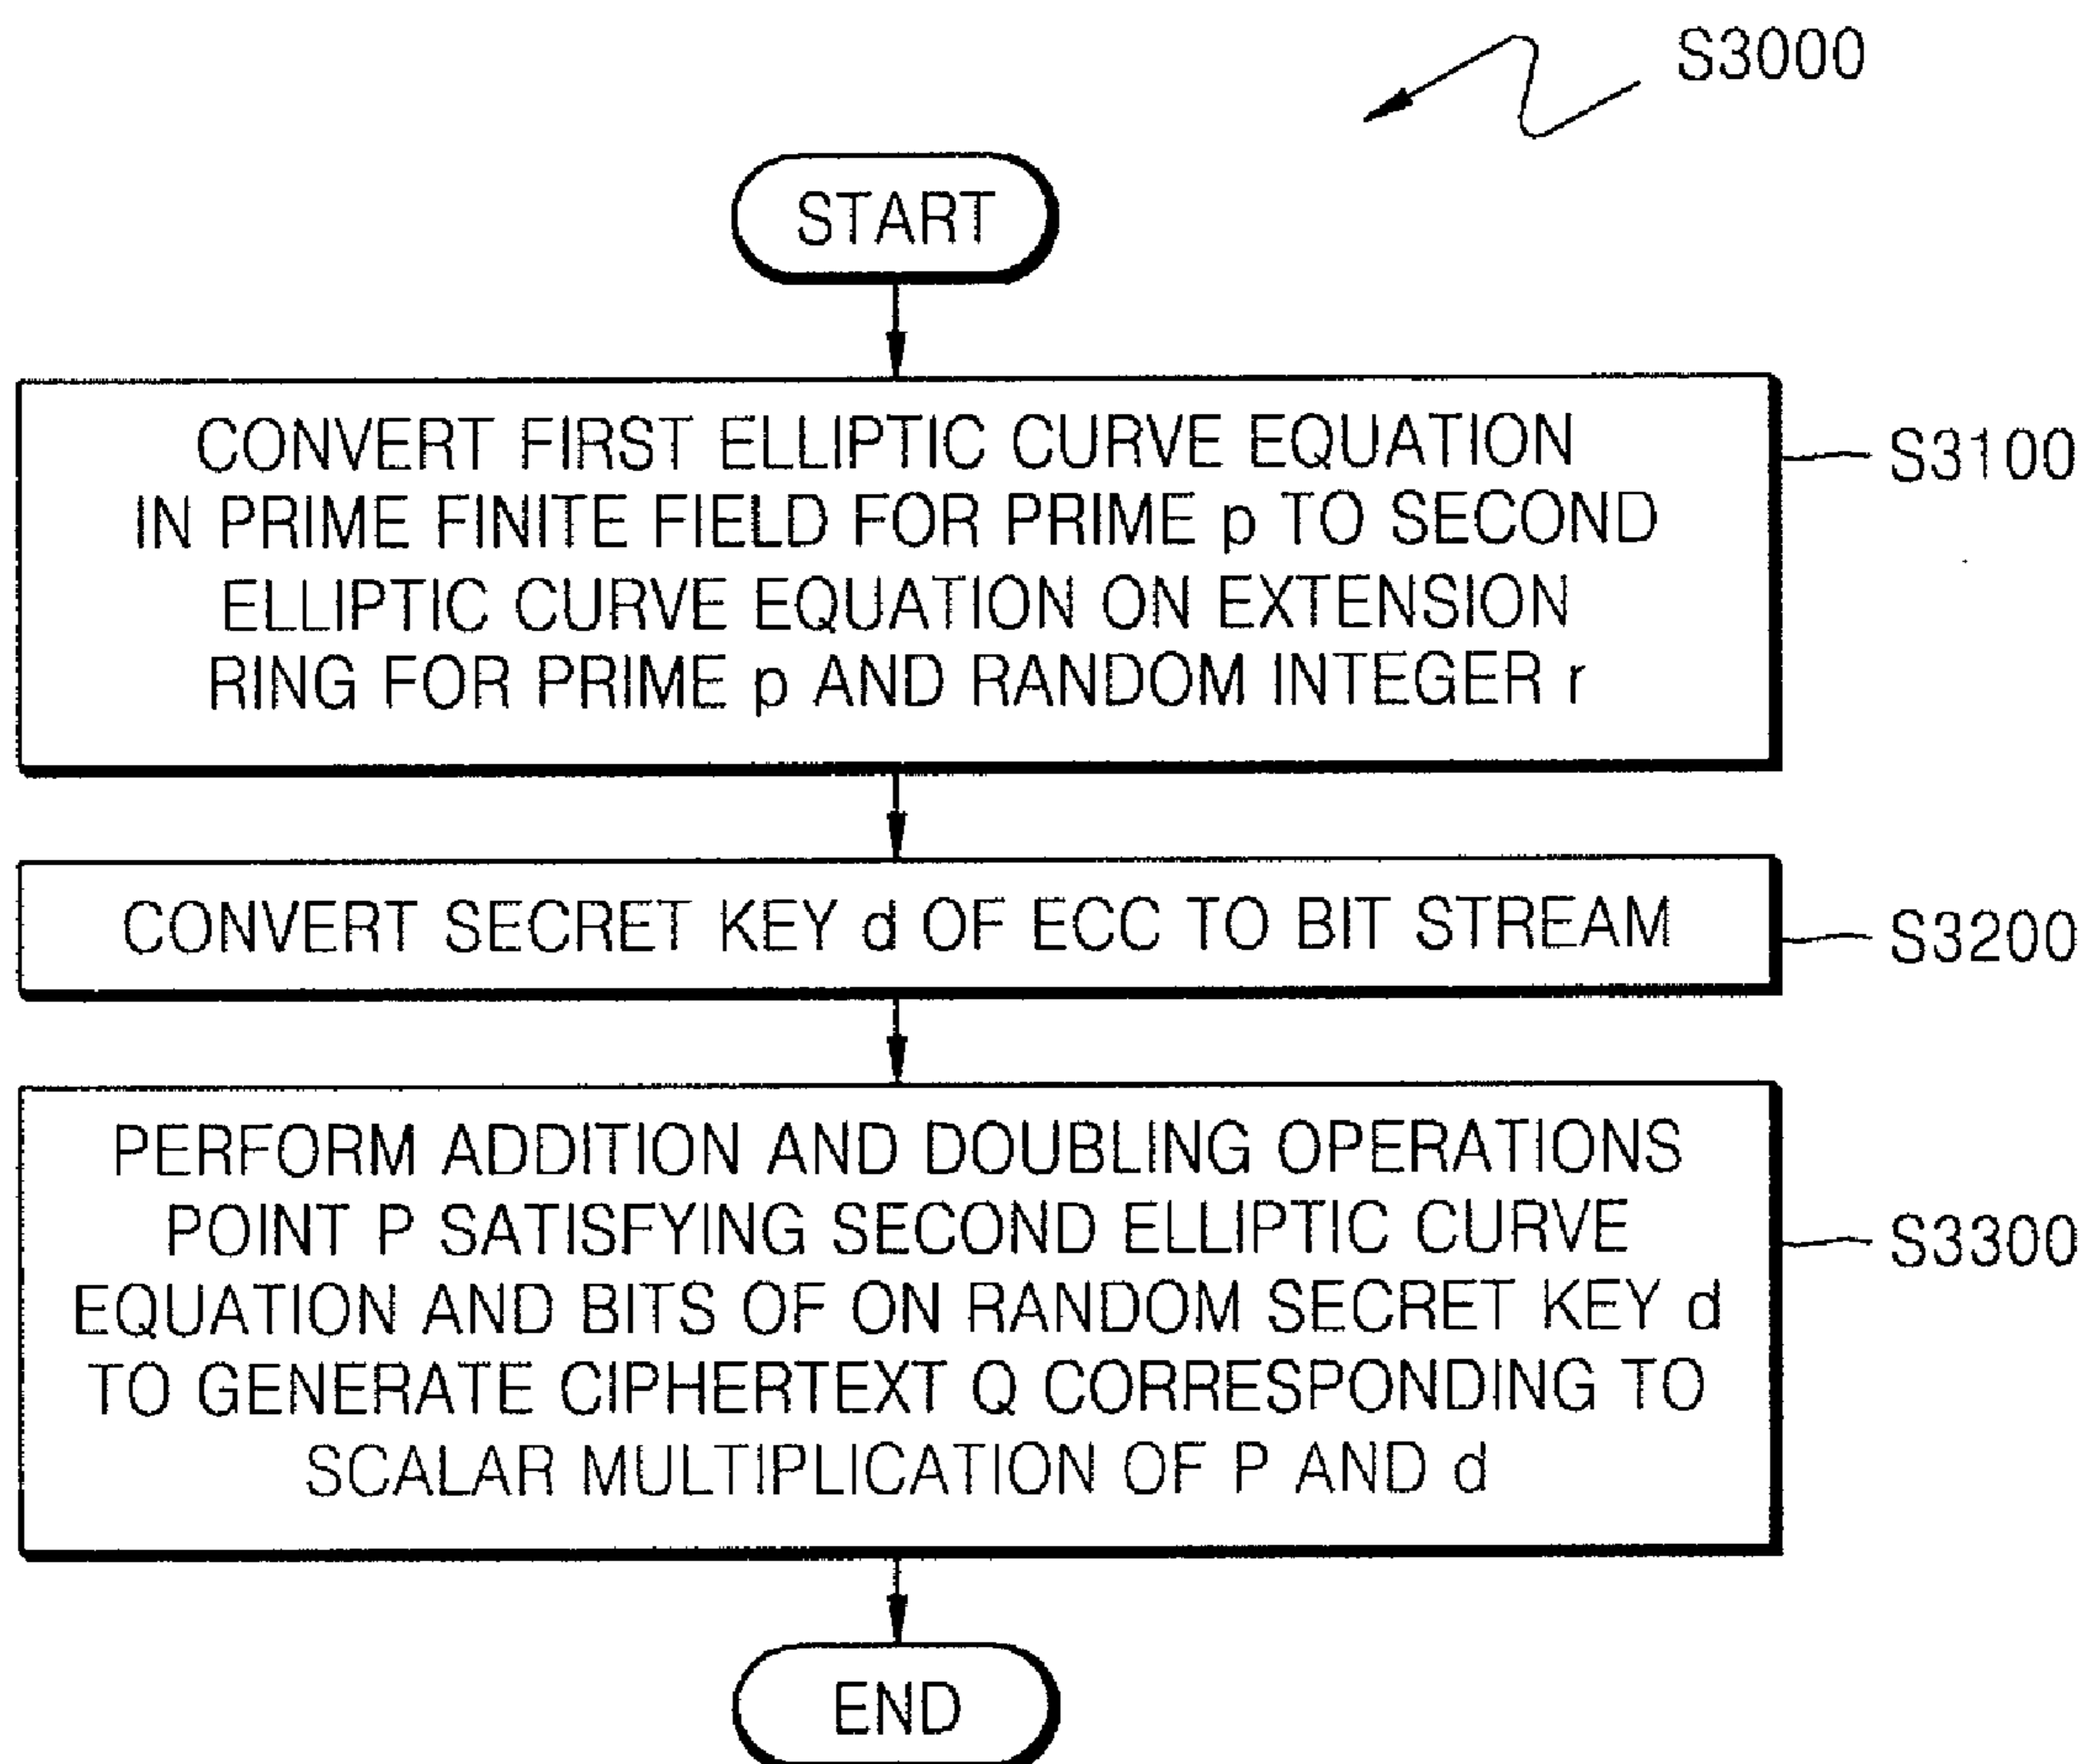 S3000
START
CONVERT FIRST ELLIPTIC CURVE EQUATION
IN PRIME FINITE FIELD FOR PRIME p TO SECOND
ELLIPTIC CURVE EQUATION ON EXTENSION
RING FOR PRIME p AND RANDOM INTEGER r
S3100
CONVERT SECRET KEY d OF ECC TO BIT STREAM
S3200
PERFORM ADDITION AND DOUBLING OPERATIONS
POINT P SATISFYING SECOND ELLIPTIC CURVE
EQUATION AND BITS OF ON RANDOM SECRET KEY d
TO GENERATE CIPHERTEXT Q CORRESPONDING TO
SCALAR MULTIPLICATION OF P AND d
S3300
END